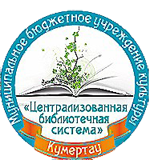 Муниципальное бюджетное учреждение культуры
«Централизованная
библиотечная
система»
Кумертау